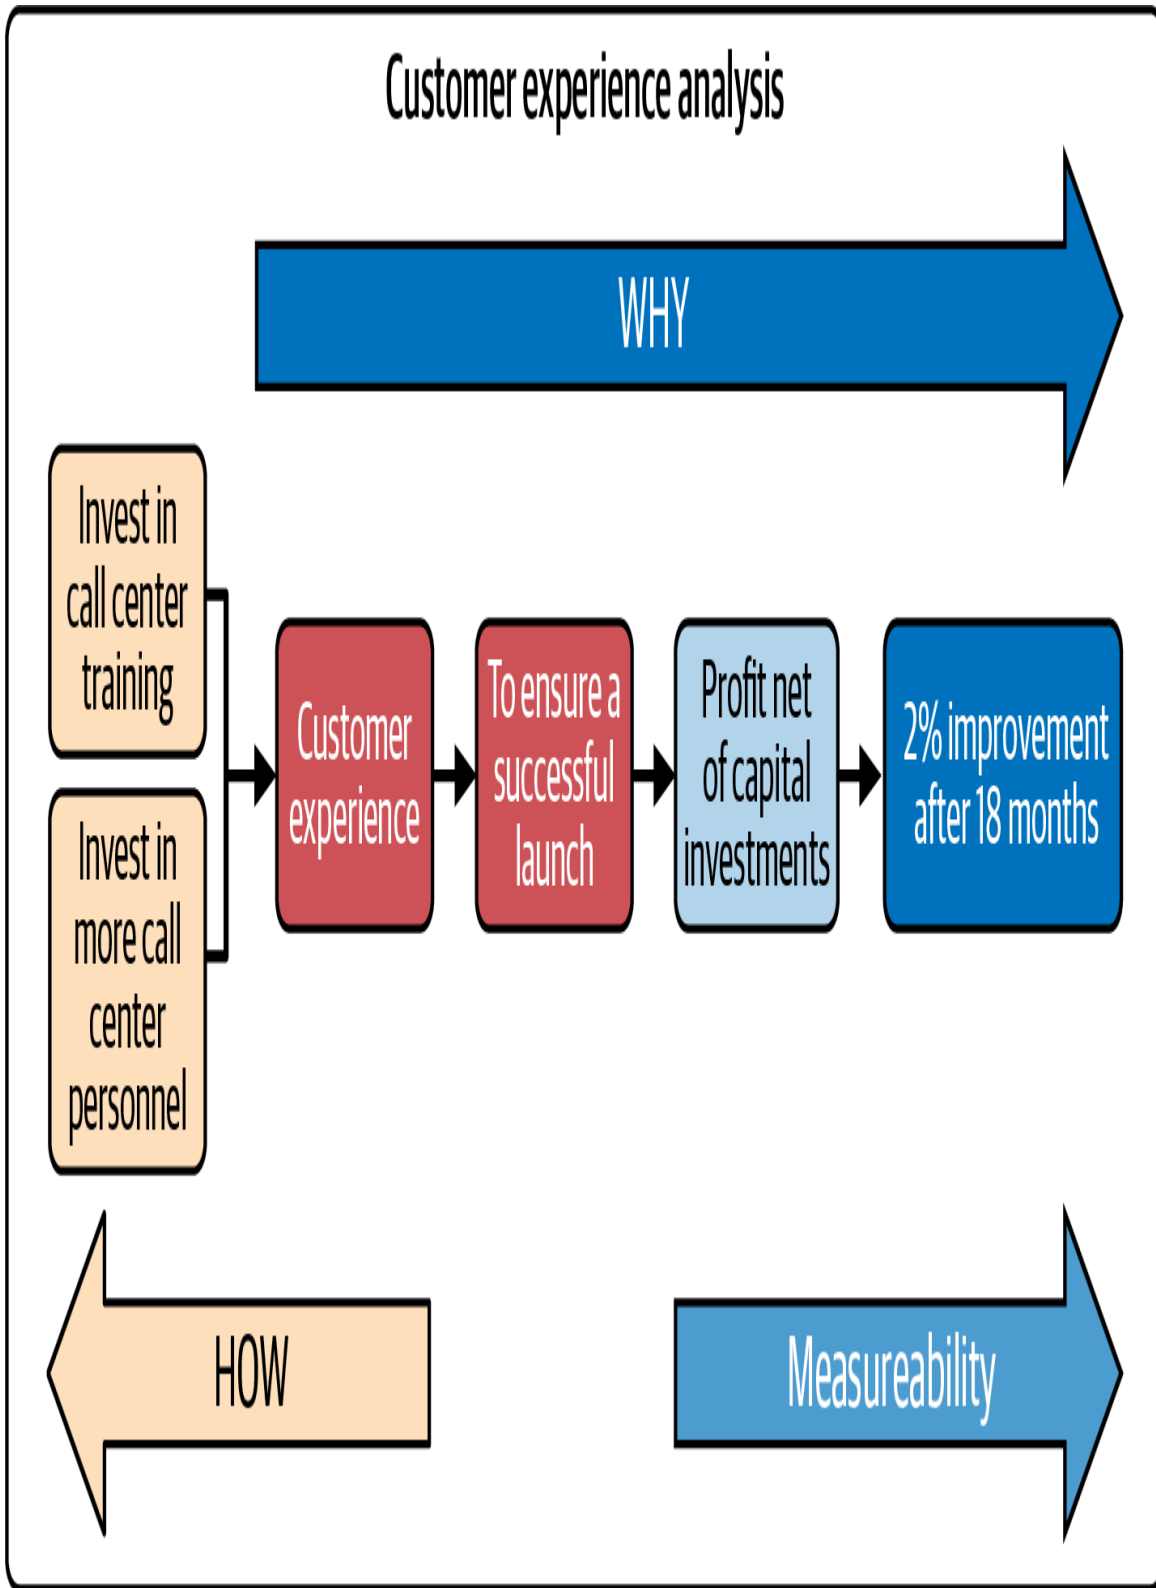 Customer experience analysis
WHY
Invest in
call center
training
Invest in
more call
center
personnel
Customer
experience
To ensure a
successful
launch
Profit net
of capital
investments
2% improvement
after 18 months
HOW
Measureability